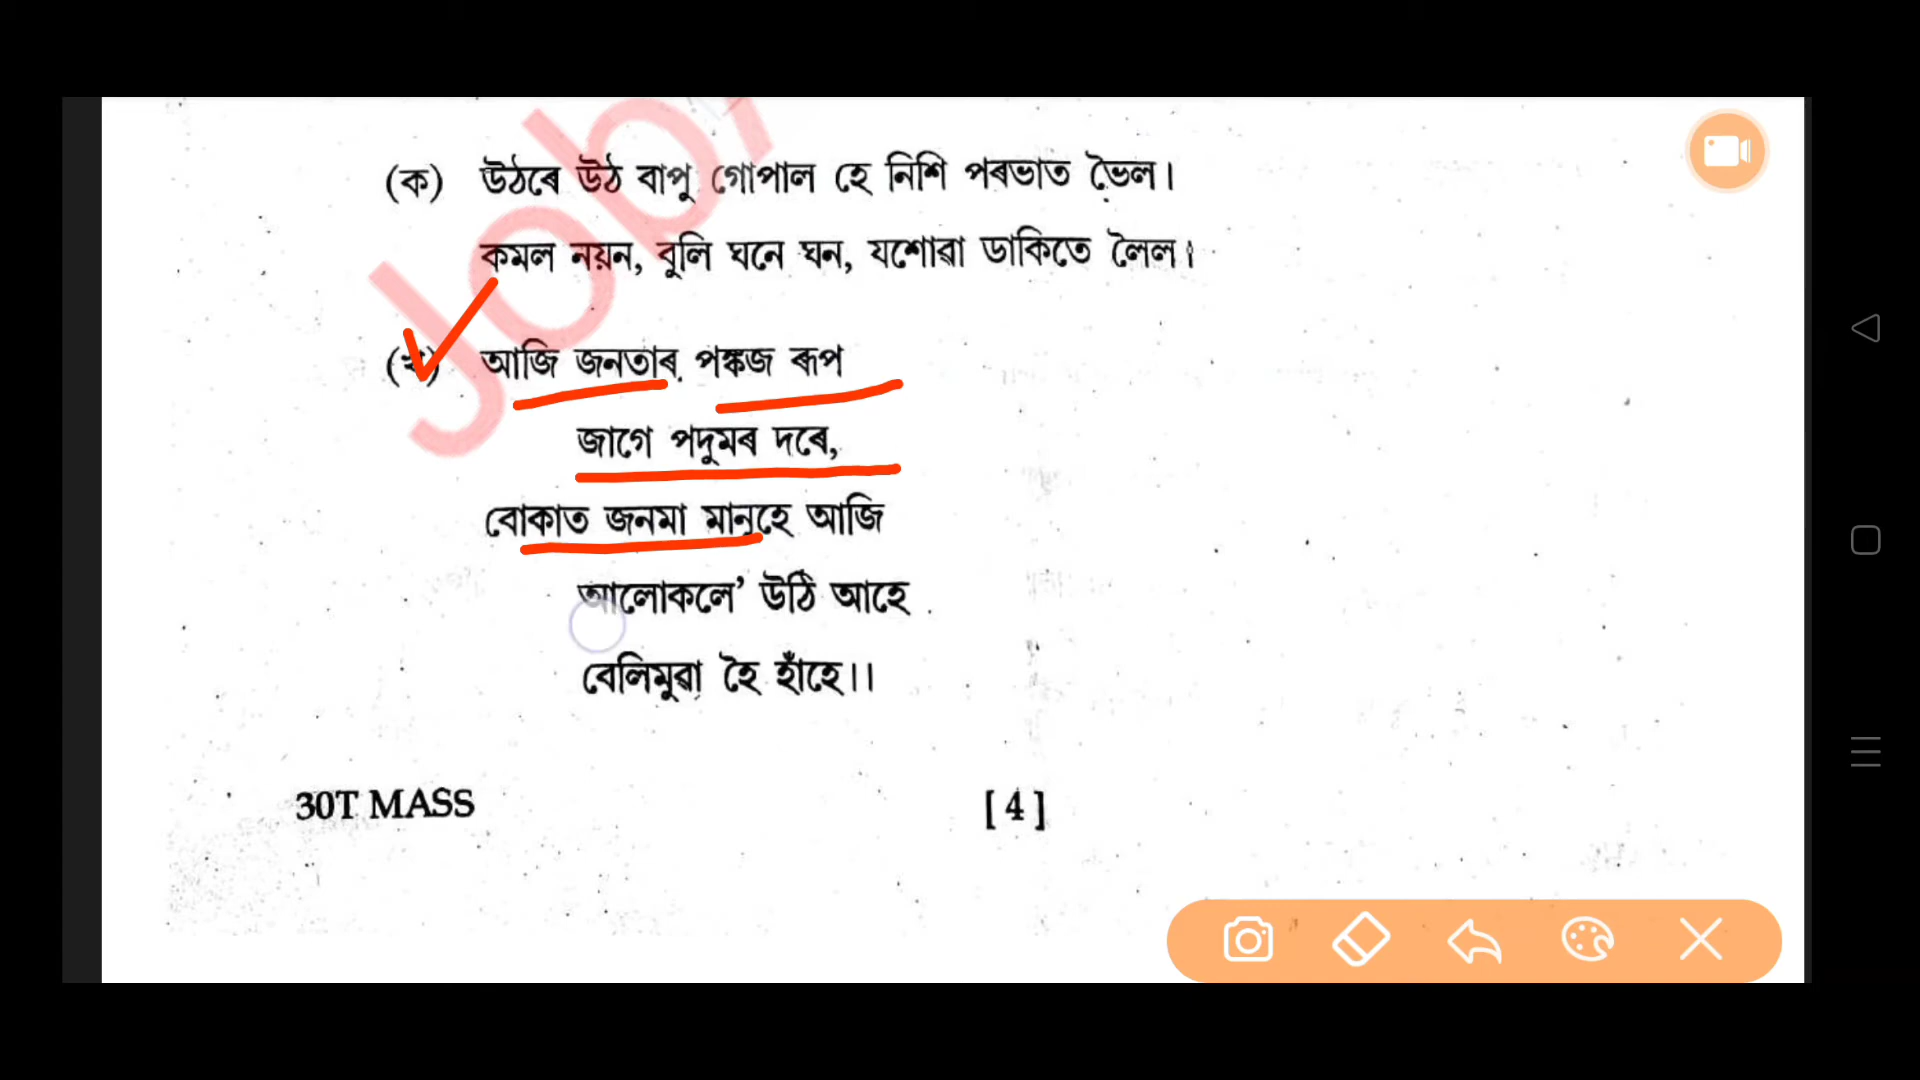 (ক) উঠৰে উঠ বাপু গোপাল হে নিশি পৰভাত ভৈল।
কমল নয়ন, বুলি ঘনে ঘন, যশোৱা ডাকিতে লৈল।
(খ) আজি জনতাৰ পঙ্কজ ৰূপ
জাগে পদুমৰ দৰে,
বোকাত জনমা মানুহে আজি
আলোকলে' উঠি আহে
বেলিমুৱা হৈ হাঁহে।।
30T MASS [ 4 ]
Job